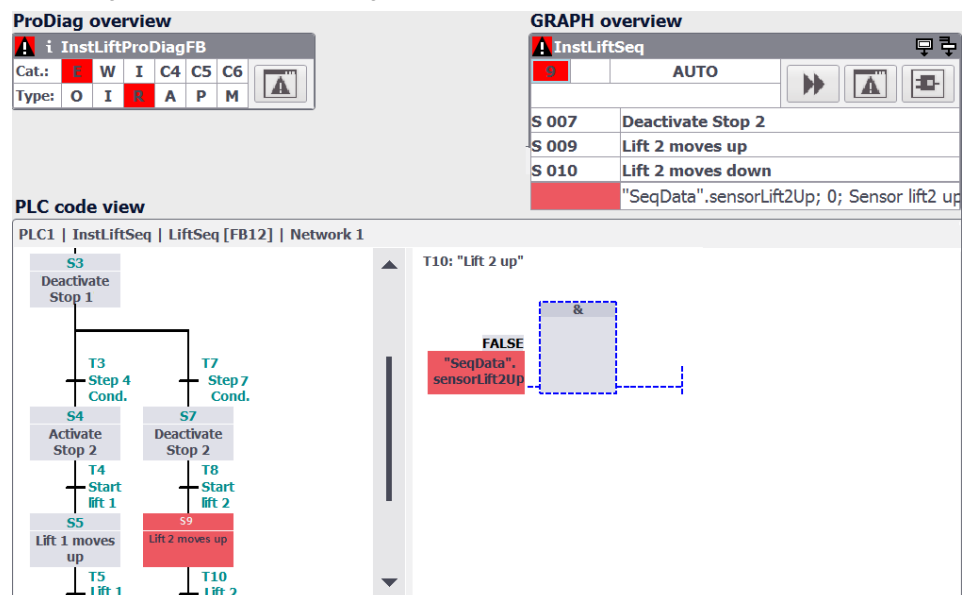 ProDiag overview
i InstLiftProDiagFB
Cat.: E W I C4 C5 C6
Type: O I R A P M
GRAPH overview
InstLiftSeq
9 AUTO
S 007 Deactivate Stop 2
S 009 Lift 2 moves up
S 010 Lift 2 moves down
"SeqData".sensorLift2Up; 0; Sensor lift2 up
PLC code view
PLC1 | InstLiftSeq | LiftSeq [FB12] | Network 1
S3
Deactivate
Stop 1
T3
Step 4
Cond.
T7
Step 7
Cond.
S4
Activate
Stop 2
S7
Deactivate
Stop 2
T4
Start
lift 1
T8
Start
lift 2
S5
Lift 1 moves
up
S9
Lift 2 moves up
T5
Lift 1
T10
Lift 2
T10: "Lift 2 up"
&
FALSE
"SeqData".
sensorLift2Up